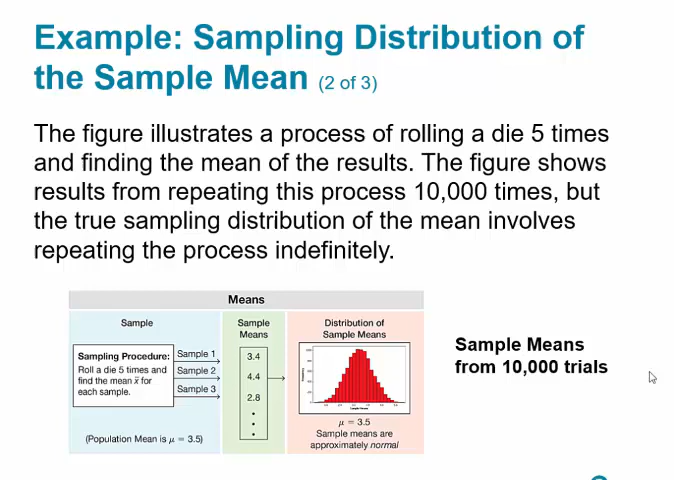 Example: Sampling Distribution of
the Sample Mean (2 of 3)
The figure illustrates a process of rolling a die 5 times
and finding the mean of the results. The figure shows
results from repeating this process 10,000 times, but
the true sampling distribution of the mean involves
repeating the process indefinitely.
Means
Sample
Sampling Procedure:
Roll a die 5 times and
find the mean x̄ for
each sample.
Sample 1
Sample 2
Sample 3
(Population Mean is μ = 3.5)
Sample
Means
3.4
4.4
2.8
Distribution of
Sample Means
μ = 3.5
Sample means are
approximately normal
Sample Means
from 10,000 trials